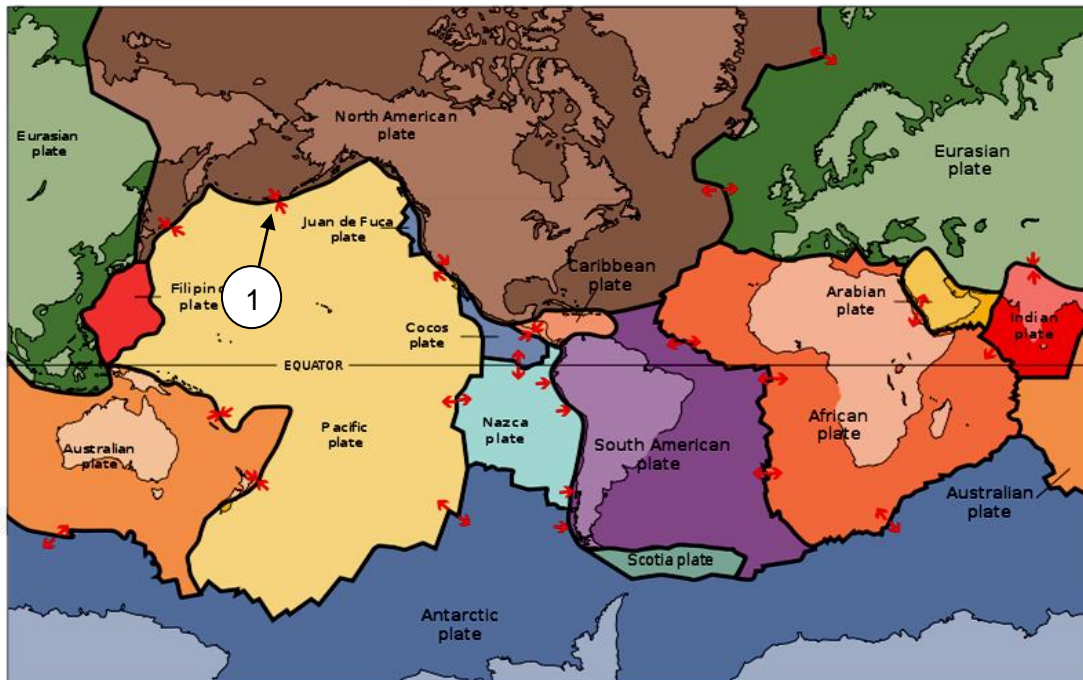 North American
plate
Eurasian
plate
Eurasian
plate
Juan de Fuca
plate
Caribbean
plate
Filipino
plate
1
Arabian
plate
Indian
plate
Cocos
plate
EQUATOR
Pacific
plate
Nazca
plate
South American
plate
African
plate
Australian
plate
Australian
plate
Scotia plate
Antarctic
plate